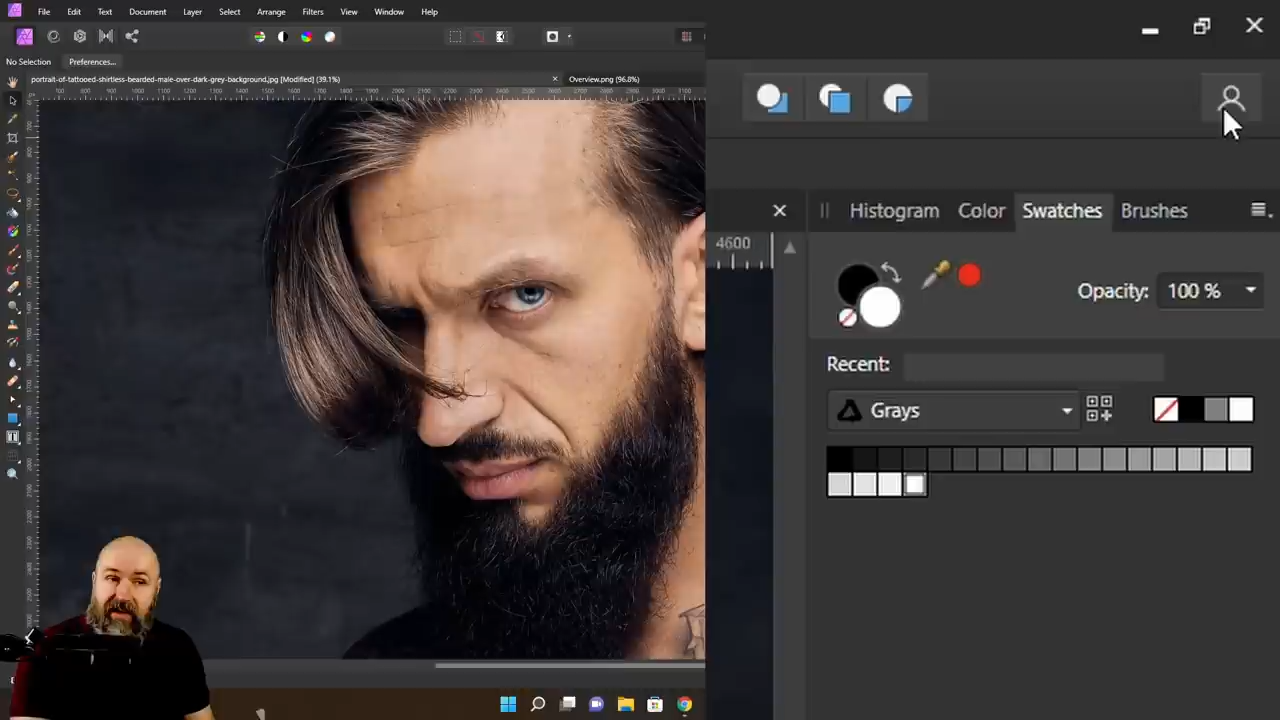 File Edit Text Document Layer Select Arrange Filters View Window Help
No Selection Preferences...
portrait-of-tattooed-shirtless-bearded-male-over-dark-grey-background.jpg [Modified] (39.1%)
Overview.png (96.8%)
4600
Histogram Color Swatches Brushes
Opacity: 100 %
Recent:
Grays